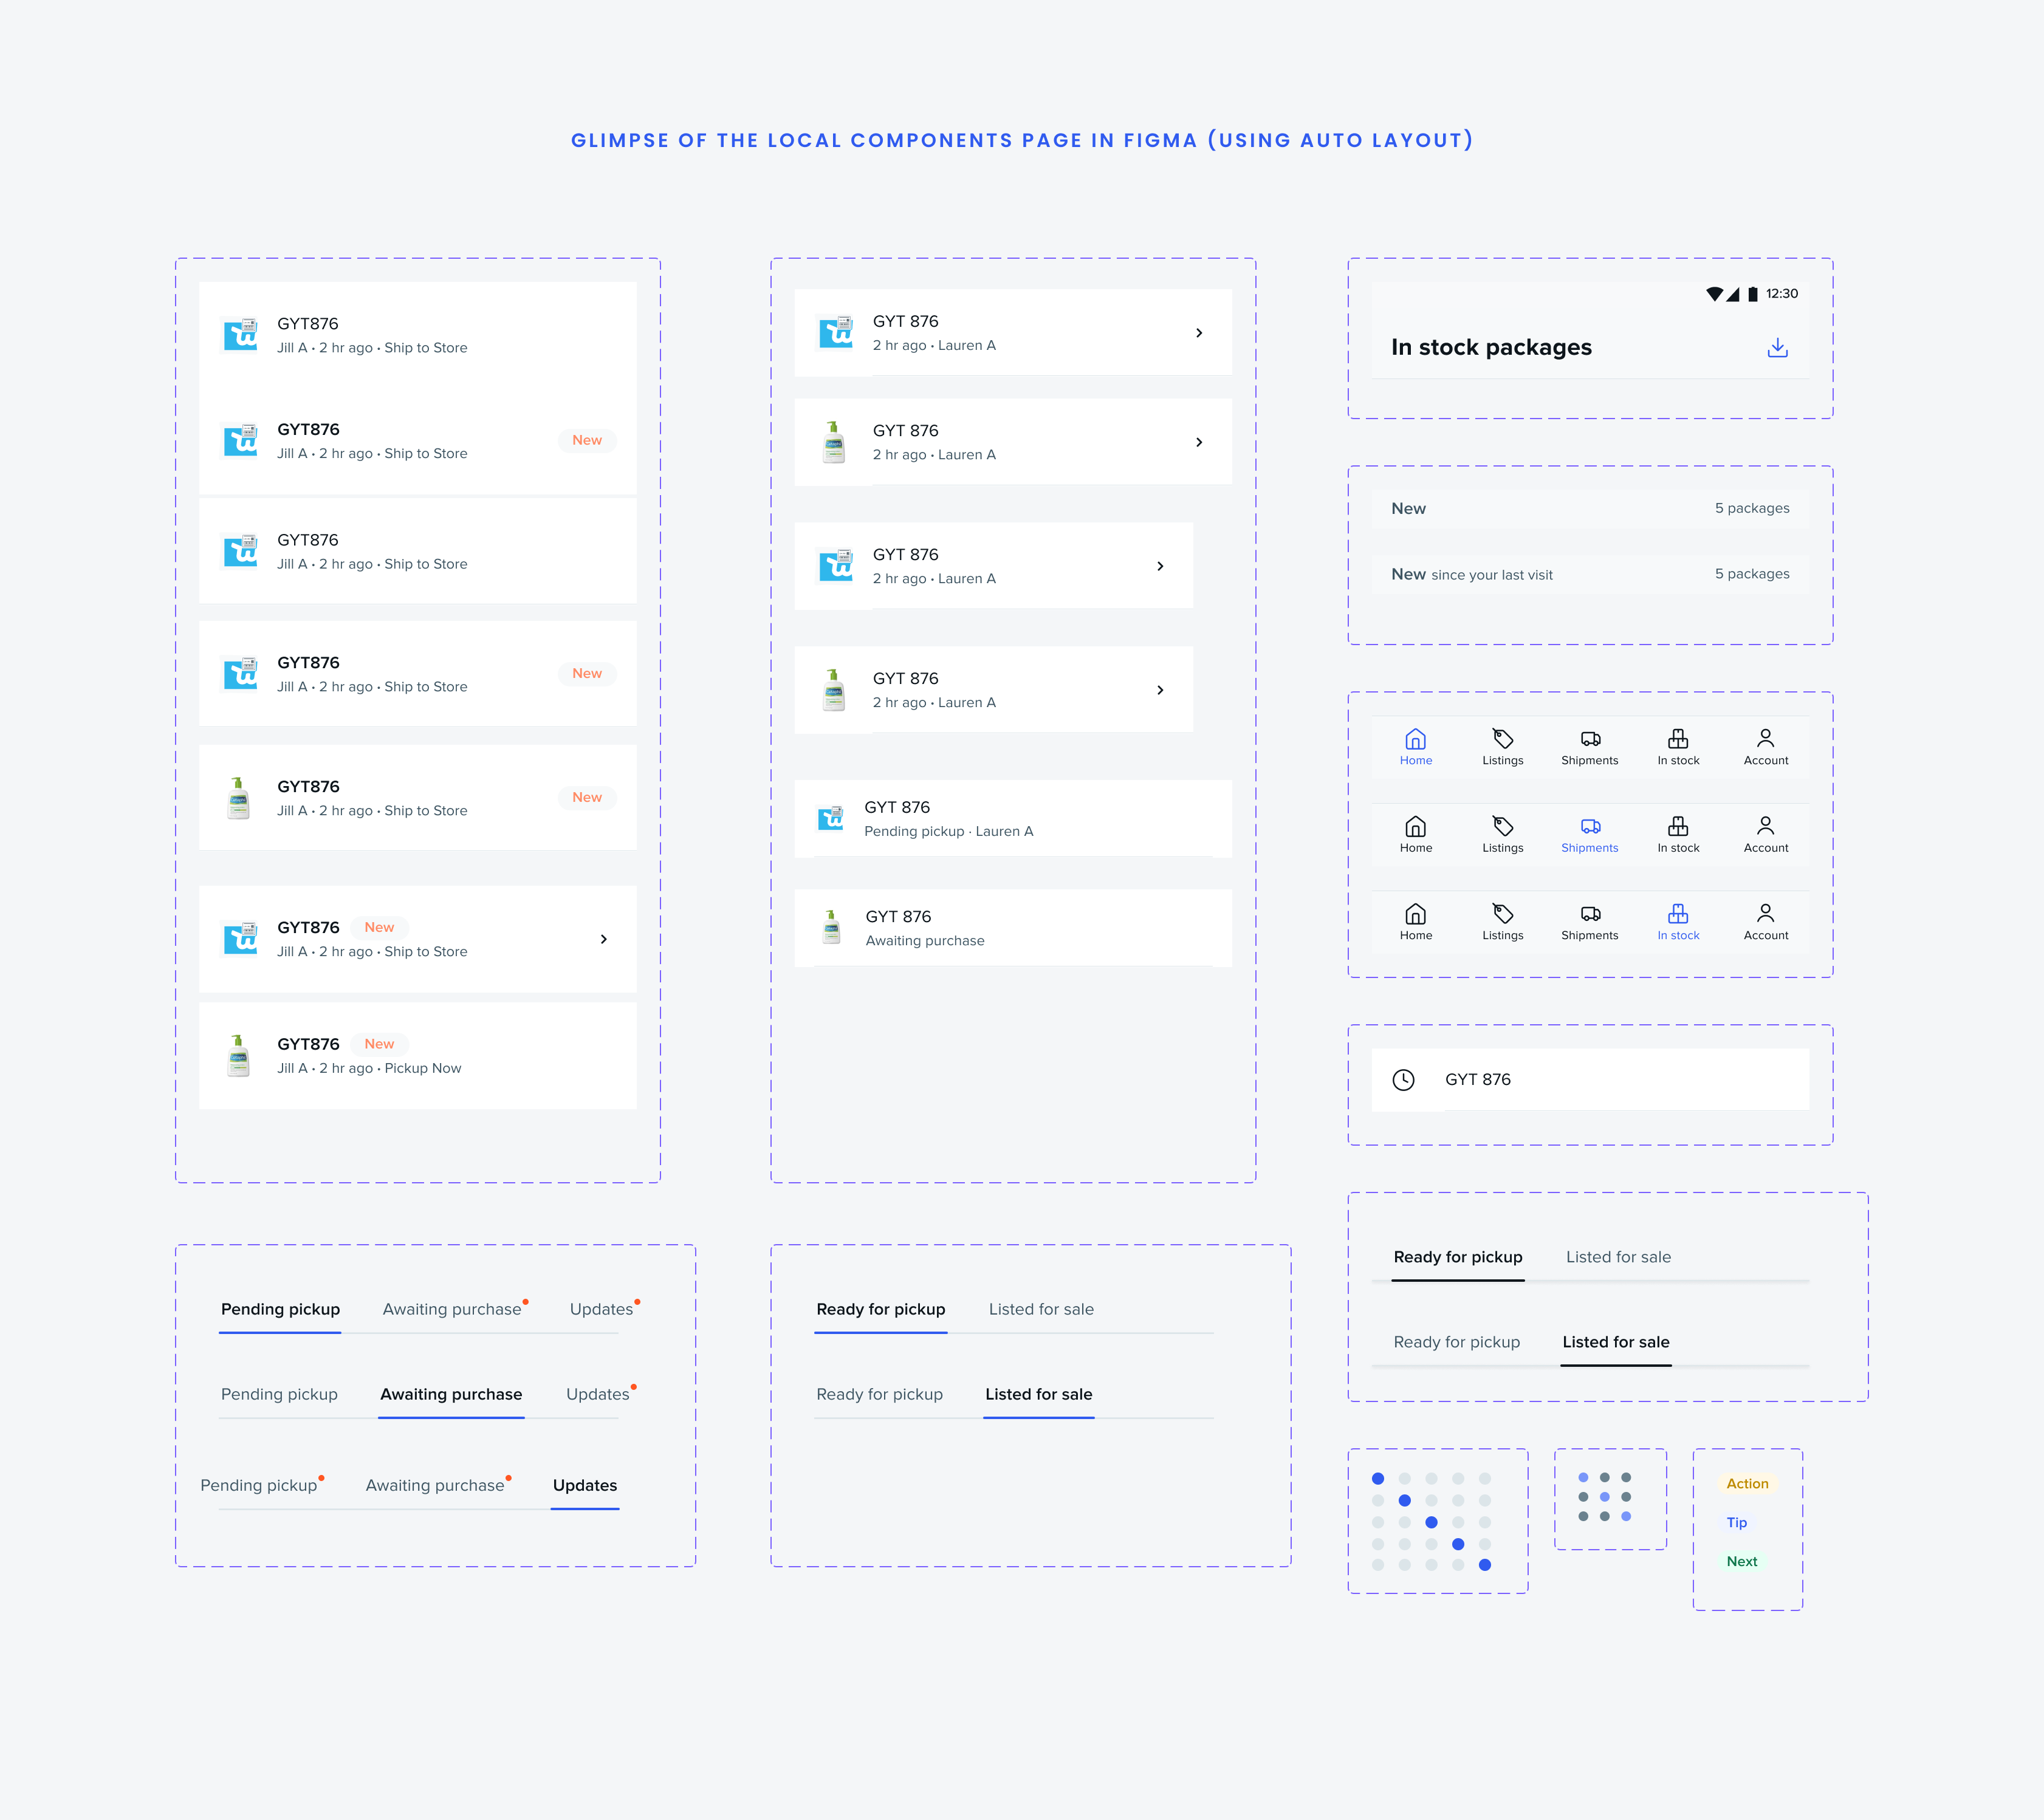 GLIMPSE OF THE LOCAL COMPONENTS PAGE IN FIGMA (USING AUTO LAYOUT)
GYT876
Jill A • 2 hr ago • Ship to Store
GYT876
Jill A • 2 hr ago • Ship to Store
New
GYT876
Jill A • 2 hr ago • Ship to Store
GYT876
Jill A • 2 hr ago • Ship to Store
New
GYT876
Jill A • 2 hr ago • Ship to Store
New
GYT876 New
Jill A • 2 hr ago • Ship to Store
GYT876 New
Jill A • 2 hr ago • Pickup Now
GYT 876
2 hr ago • Lauren A
GYT 876
2 hr ago • Lauren A
GYT 876
2 hr ago • Lauren A
GYT 876
2 hr ago • Lauren A
GYT 876
Pending pickup · Lauren A
GYT 876
Awaiting purchase
12:30
In stock packages
New 5 packages
New since your last visit 5 packages
Home Listings Shipments In stock Account
Home Listings Shipments In stock Account
Home Listings Shipments In stock Account
GYT 876
Ready for pickup Listed for sale
Ready for pickup Listed for sale
Pending pickup Awaiting purchase Updates
Pending pickup Awaiting purchase Updates
Pending pickup Awaiting purchase Updates
Ready for pickup Listed for sale
Ready for pickup Listed for sale
Action
Tip
Next